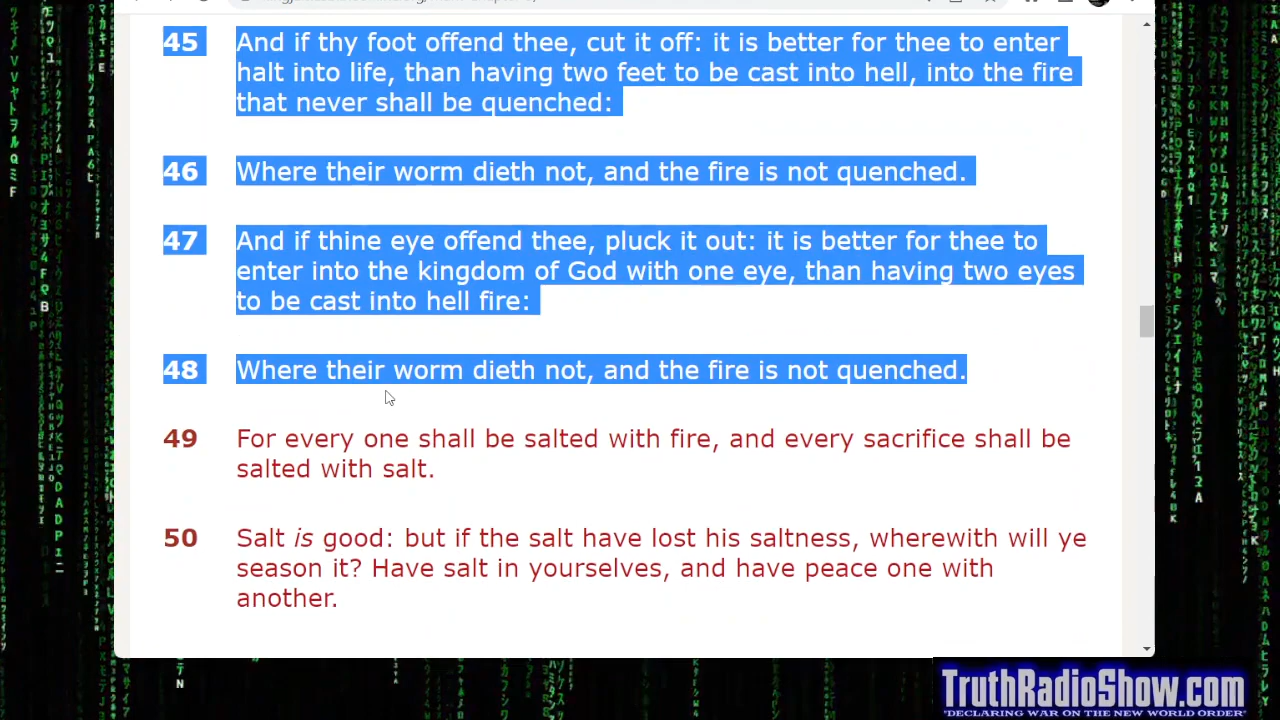 45 And if thy foot offend thee, cut it off: it is better for thee to enter
halt into life, than having two feet to be cast into hell, into the fire
that never shall be quenched:
46 Where their worm dieth not, and the fire is not quenched.
47 And if thine eye offend thee, pluck it out: it is better for thee to
enter into the kingdom of God with one eye, than having two eyes
to be cast into hell fire:
48 Where their worm dieth not, and the fire is not quenched.
49 For every one shall be salted with fire, and every sacrifice shall be
salted with salt.
50 Salt is good: but if the salt have lost his saltness, wherewith will ye
season it? Have salt in yourselves, and have peace one with
another.
TruthRadioShow.com
"DECLARING WAR ON THE NEW WORLD ORDER"